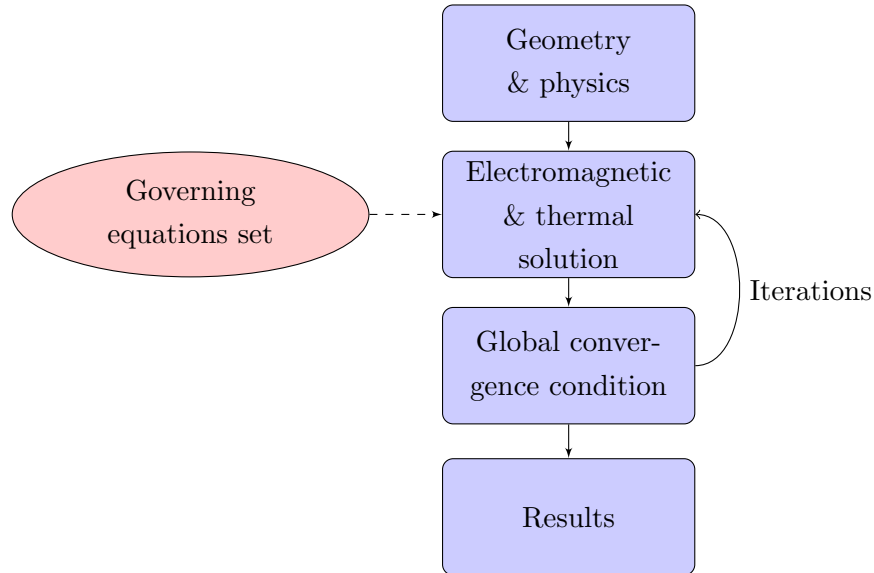 Geometry
& physics
Governing
equations set
Electromagnetic
& thermal
solution
Iterations
Global conver-
gence condition
Results